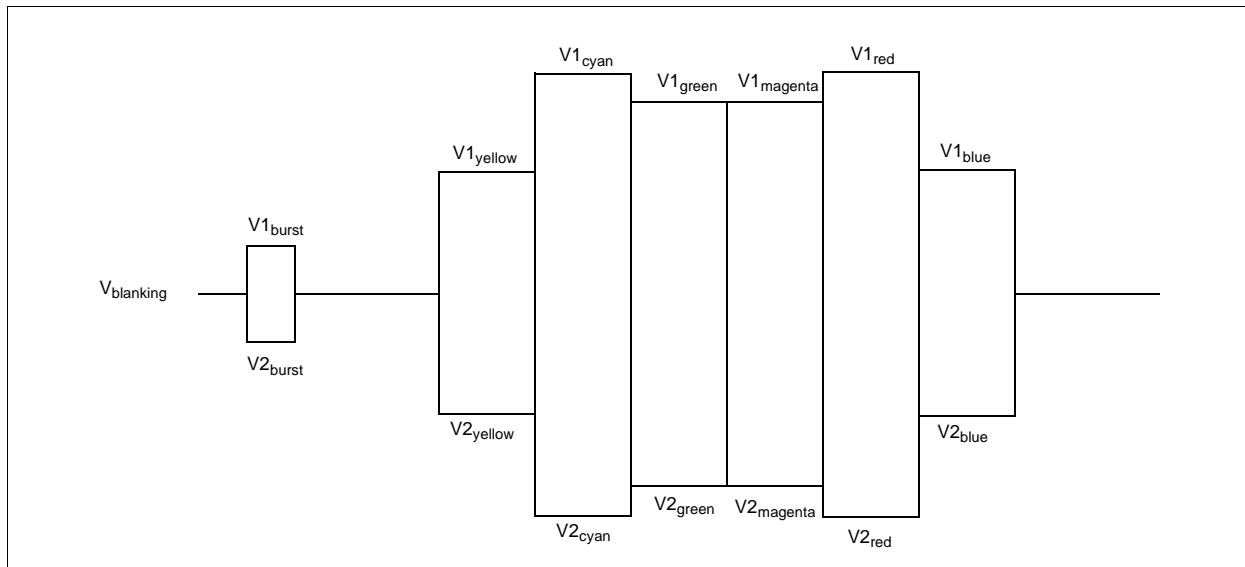 V1cyan
V1red
V1green
V1magenta
V1yellow
V1blue
V1burst
Vblanking
V2burst
V2yellow
V2blue
V2green
V2magenta
V2cyan
V2red